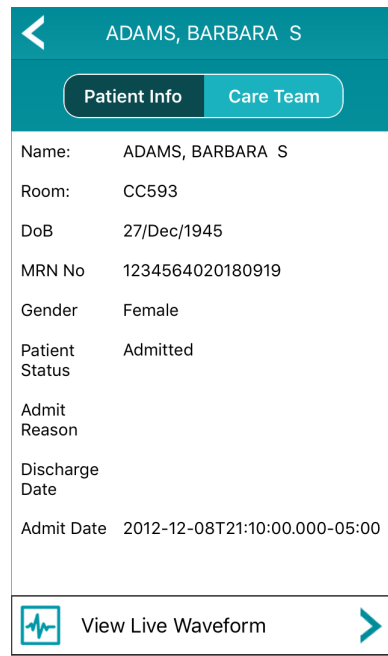 ADAMS, BARBARA  S
Patient Info Care Team
Name: ADAMS, BARBARA  S
Room: CC593
DoB 27/Dec/1945
MRN No 1234564020180919
Gender Female
Patient Admitted
Status
Admit
Reason
Discharge
Date
Admit Date 2012-12-08T21:10:00.000-05:00
View Live Waveform